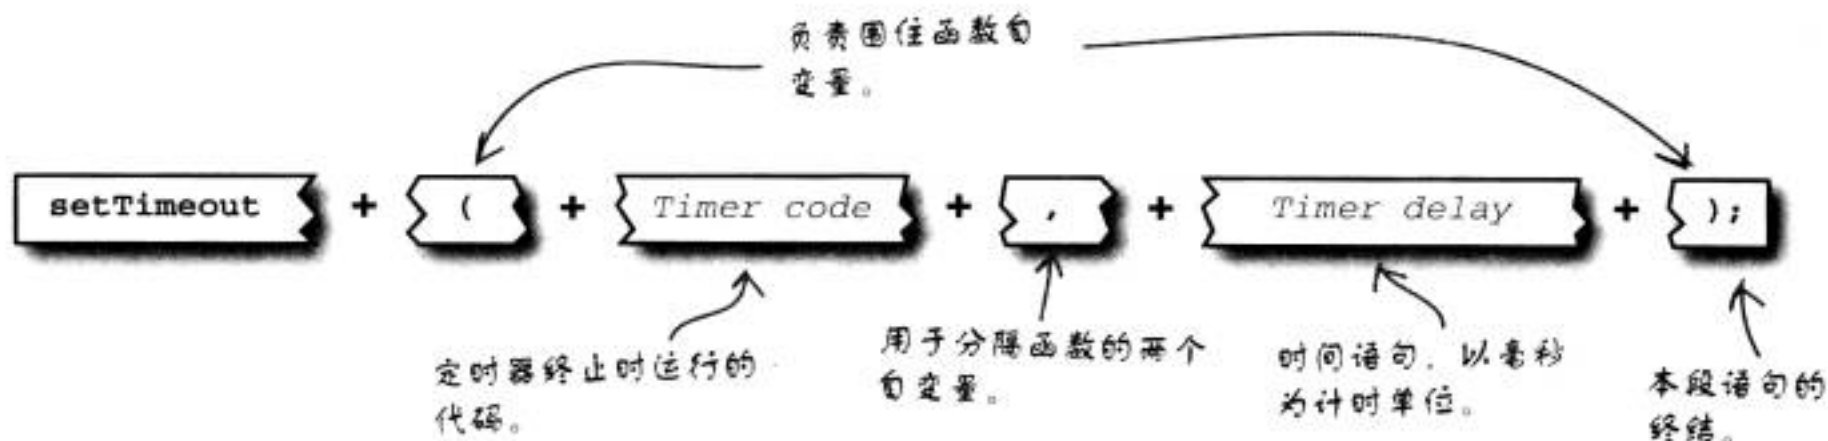 负责围住函数自
变量。
setTimeout + ( + Timer code + , + Timer delay + );
定时器终止时运行的
代码。
用于分隔函数的两个
自变量。
时间语句，以毫秒
为计时单位。
本段语句的
终结。